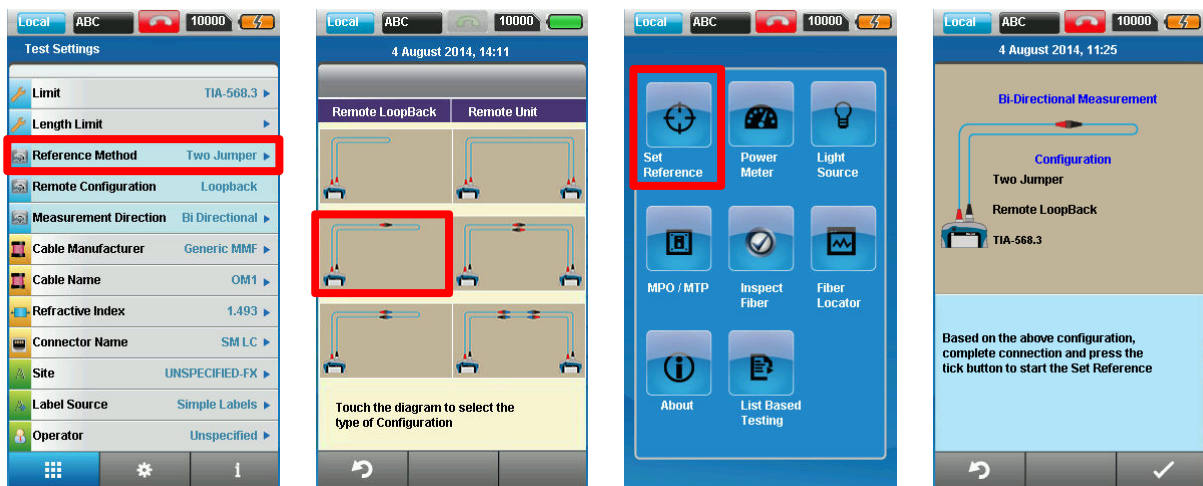 Local ABC 10000
Test Settings
Limit TIA-568.3
Length Limit
Reference Method Two Jumper
Remote Configuration Loopback
Measurement Direction Bi Directional
Cable Manufacturer Generic MMF
Cable Name OM1
Refractive Index 1.493
Connector Name SM LC
Site UNSPECIFIED-FX
Label Source Simple Labels
Operator Unspecified
i
Local ABC 10000
4 August 2014, 14:11
Remote LoopBack Remote Unit
Touch the diagram to select the
type of Configuration
Local ABC 10000
Set
Reference
Power
Meter
Light
Source
MPO / MTP
Inspect
Fiber
Fiber
Locator
About
List Based
Testing
Local ABC 10000
4 August 2014, 11:25
Bi-Directional Measurement
Configuration
Two Jumper
Remote LoopBack
TIA-568.3
Based on the above configuration,
complete connection and press the
tick button to start the Set Reference